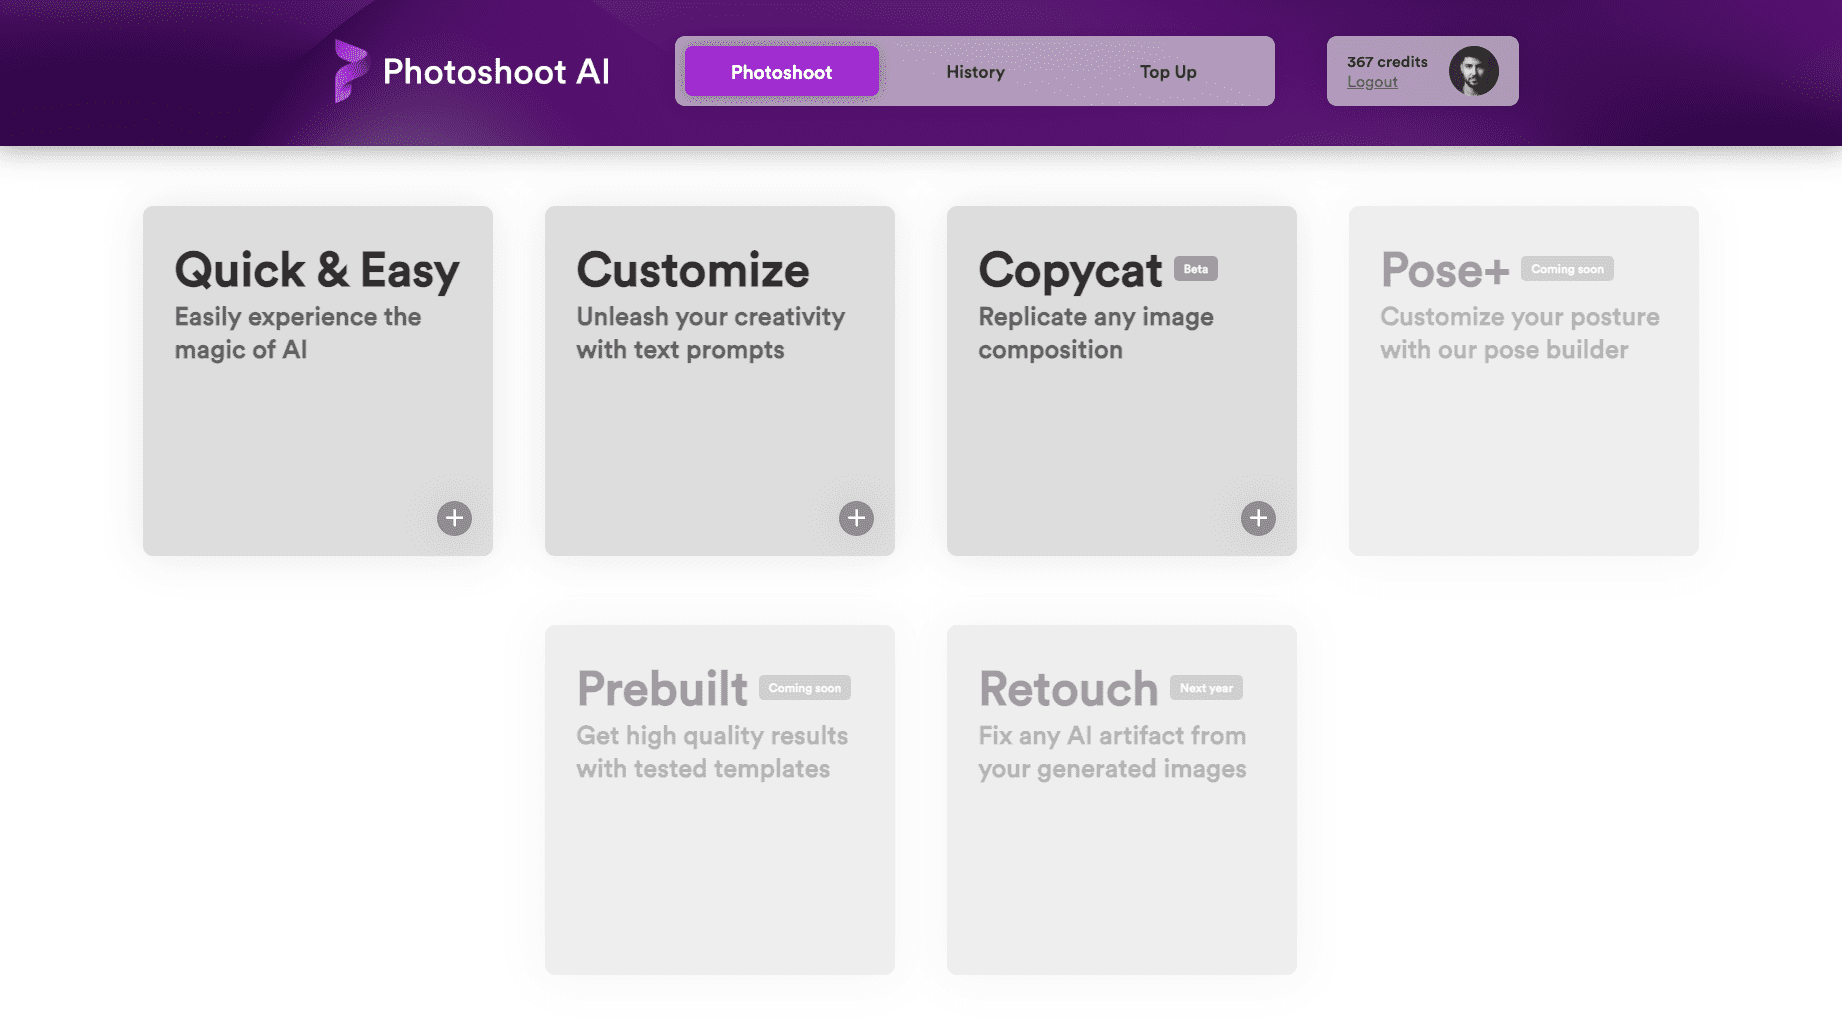 Photoshoot AI
Photoshoot
History
Top Up
367 credits
Logout
Quick & Easy
Easily experience the
magic of AI
Customize
Unleash your creativity
with text prompts
Copycat Beta
Replicate any image
composition
Pose+ Coming soon
Customize your posture
with our pose builder
Prebuilt Coming soon
Get high quality results
with tested templates
Retouch Next year
Fix any AI artifact from
your generated images